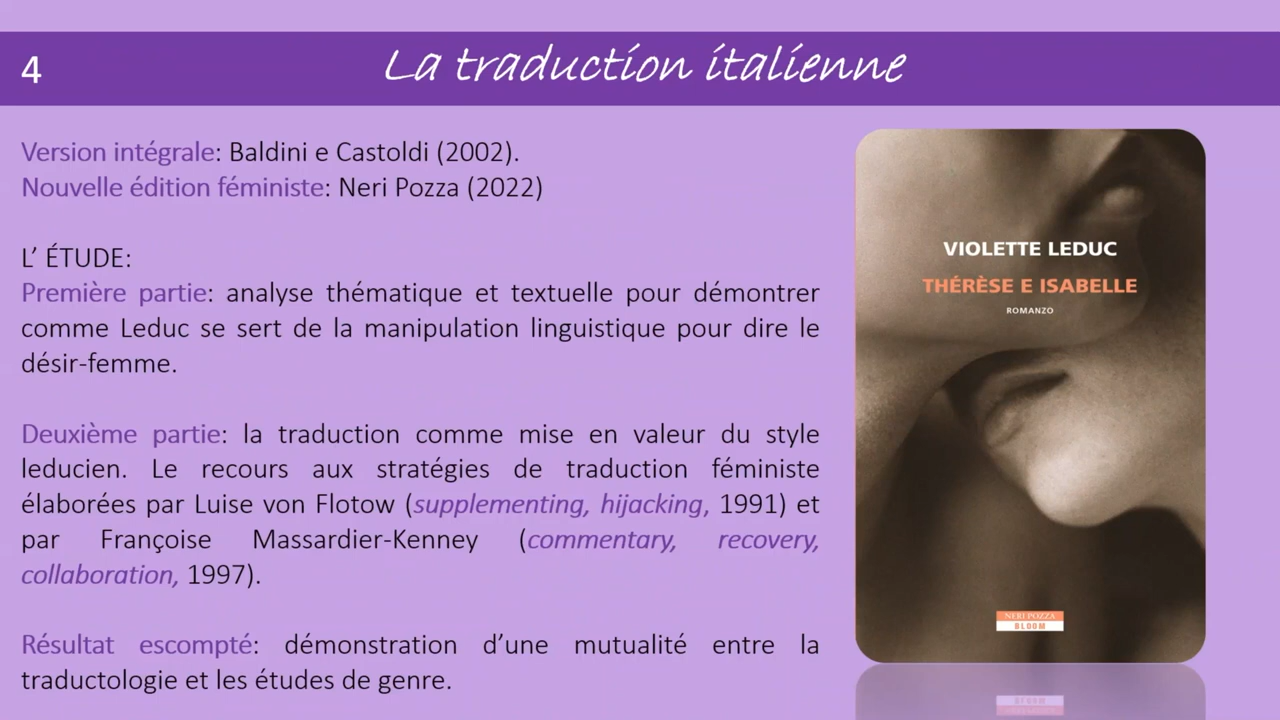 4
La traduction italienne
Version intégrale: Baldini e Castoldi (2002).
Nouvelle édition féministe: Neri Pozza (2022)
L’ ÉTUDE:
Première partie: analyse thématique et textuelle pour démontrer
comme Leduc se sert de la manipulation linguistique pour dire le
désir-femme.
Deuxième partie: la traduction comme mise en valeur du style
leducien. Le recours aux stratégies de traduction féministe
élaborées par Luise von Flotow (supplementing, hijacking, 1991) et
par Françoise Massardier-Kenney (commentary, recovery,
collaboration, 1997).
Résultat escompté: démonstration d’une mutualité entre la
traductologie et les études de genre.
VIOLETTE LEDUC
THÉRÈSE E ISABELLE
ROMANZO
NERI POZZA
BLOOM